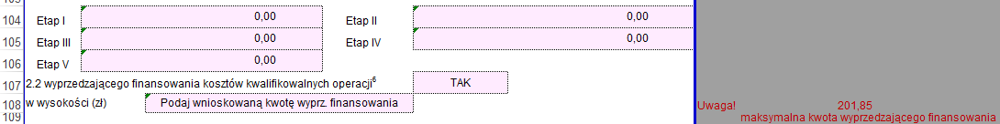 104 Etap I 0,00 Etap II 0,00
105 Etap III 0,00 Etap IV 0,00
106 Etap V 0,00
107 2.2 wyprzedzającego finansowania kosztów kwalifikowalnych operacji⁶ TAK
108 w wysokości (zł) Podaj wnioskowaną kwotę wyprz. finansowania Uwaga! 201,85
109 maksymalna kwota wyprzedzającego finansowania